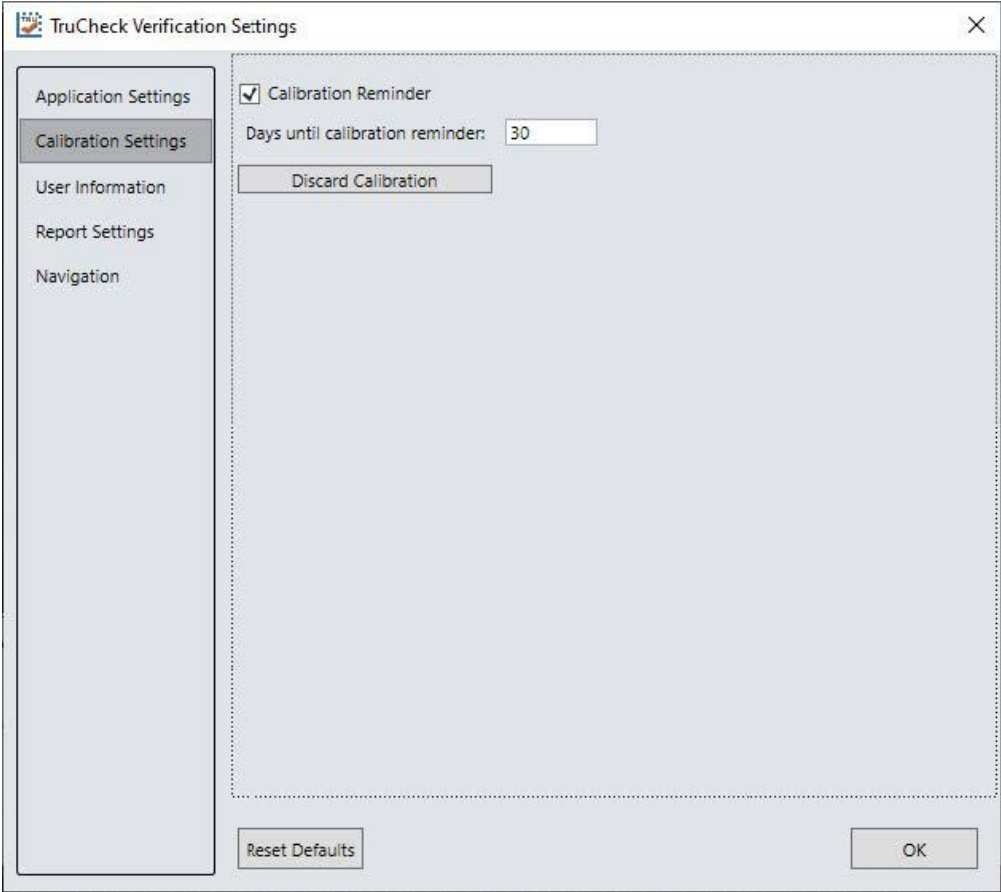 TruCheck Verification Settings
Application Settings
Calibration Settings
User Information
Report Settings
Navigation
Calibration Reminder
Days until calibration reminder: 30
Discard Calibration
Reset Defaults
OK